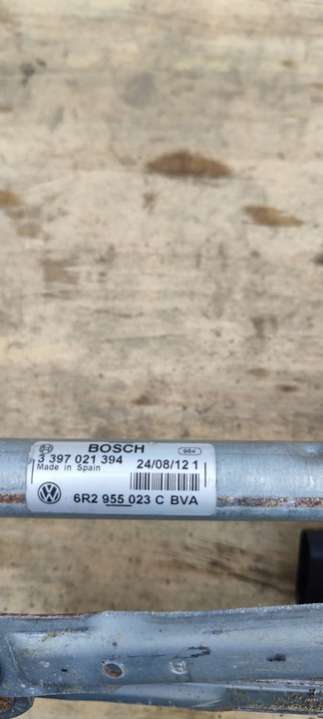 BOSCH
3 397 021 394 24/08/12 1
Made in Spain
6R2 955 023 C BVA